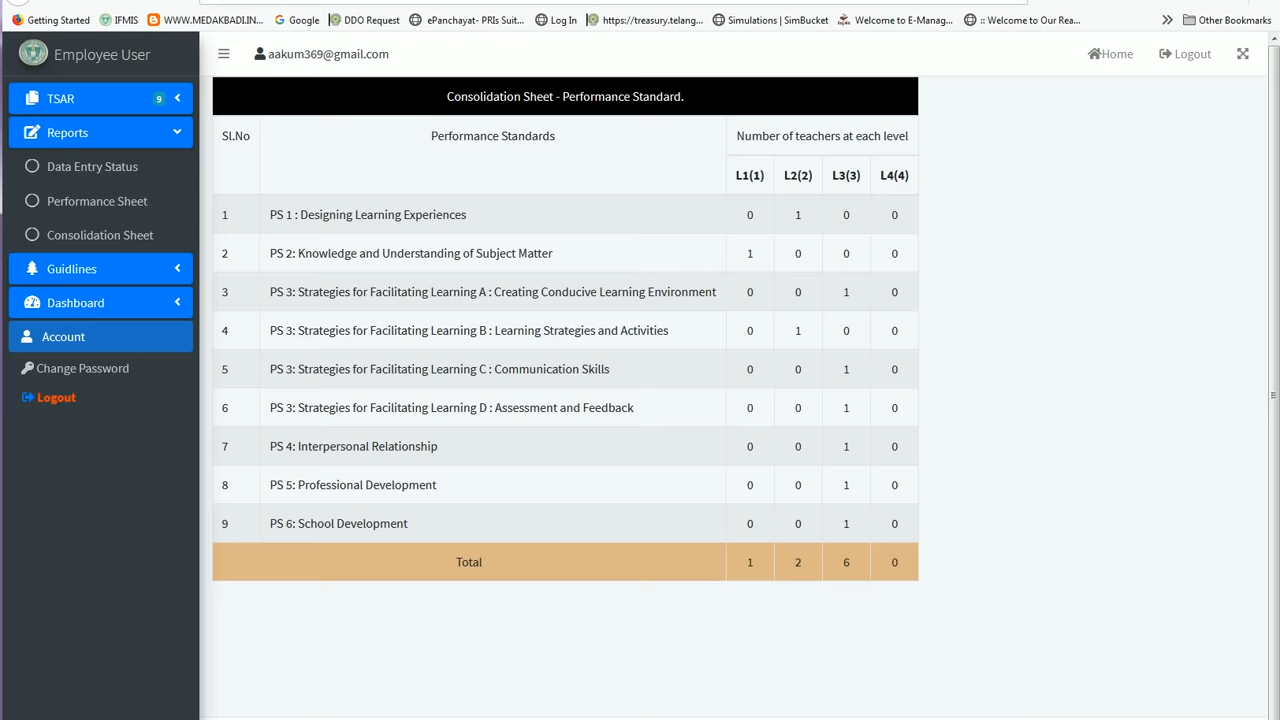 Getting Started IFMIS WWW.MEDAKBADI.IN... Google DDO Request ePanchayat- PRIs Suit... Log In https://treasury.telang... Simulations | SimBucket Welcome to E-Manag... :: Welcome to Our Rea... Other Bookmarks
Employee User
aakum369@gmail.com Home Logout
TSAR 9
Reports
Data Entry Status
Performance Sheet
Consolidation Sheet
Guidlines
Dashboard
Account
Change Password
Logout
Consolidation Sheet - Performance Standard.
Sl.No Performance Standards Number of teachers at each level
L1(1) L2(2) L3(3) L4(4)
1 PS 1 : Designing Learning Experiences 0 1 0 0
2 PS 2: Knowledge and Understanding of Subject Matter 1 0 0 0
3 PS 3: Strategies for Facilitating Learning A : Creating Conducive Learning Environment 0 0 1 0
4 PS 3: Strategies for Facilitating Learning B : Learning Strategies and Activities 0 1 0 0
5 PS 3: Strategies for Facilitating Learning C : Communication Skills 0 0 1 0
6 PS 3: Strategies for Facilitating Learning D : Assessment and Feedback 0 0 1 0
7 PS 4: Interpersonal Relationship 0 0 1 0
8 PS 5: Professional Development 0 0 1 0
9 PS 6: School Development 0 0 1 0
Total 1 2 6 0